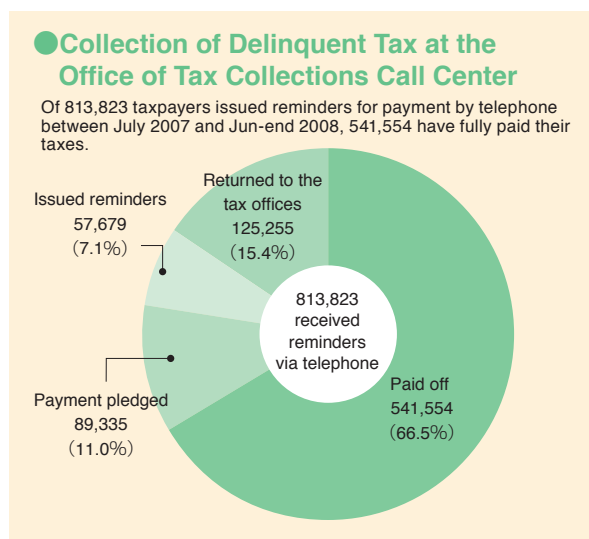 ●Collection of Delinquent Tax at the
Office of Tax Collections Call Center
Of 813,823 taxpayers issued reminders for payment by telephone
between July 2007 and Jun-end 2008, 541,554 have fully paid their
taxes.
Returned to the
tax offices
125,255
(15.4%)
Issued reminders
57,679
(7.1%)
813,823
received
reminders
via telephone
Paid off
541,554
(66.5%)
Payment pledged
89,335
(11.0%)